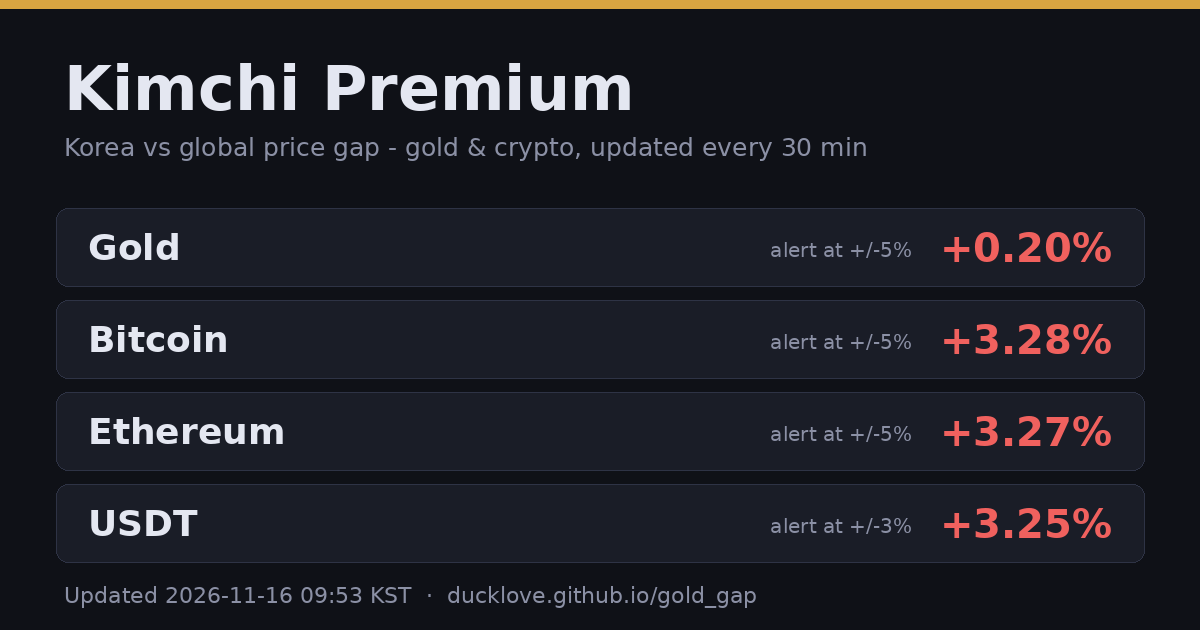 Kimchi Premium
Korea vs global price gap - gold & crypto, updated every 30 min
Gold alert at +/-5% +0.20%
Bitcoin alert at +/-5% +3.28%
Ethereum alert at +/-5% +3.27%
USDT alert at +/-3% +3.25%
Updated 2026-11-16 09:53 KST · ducklove.github.io/gold_gap